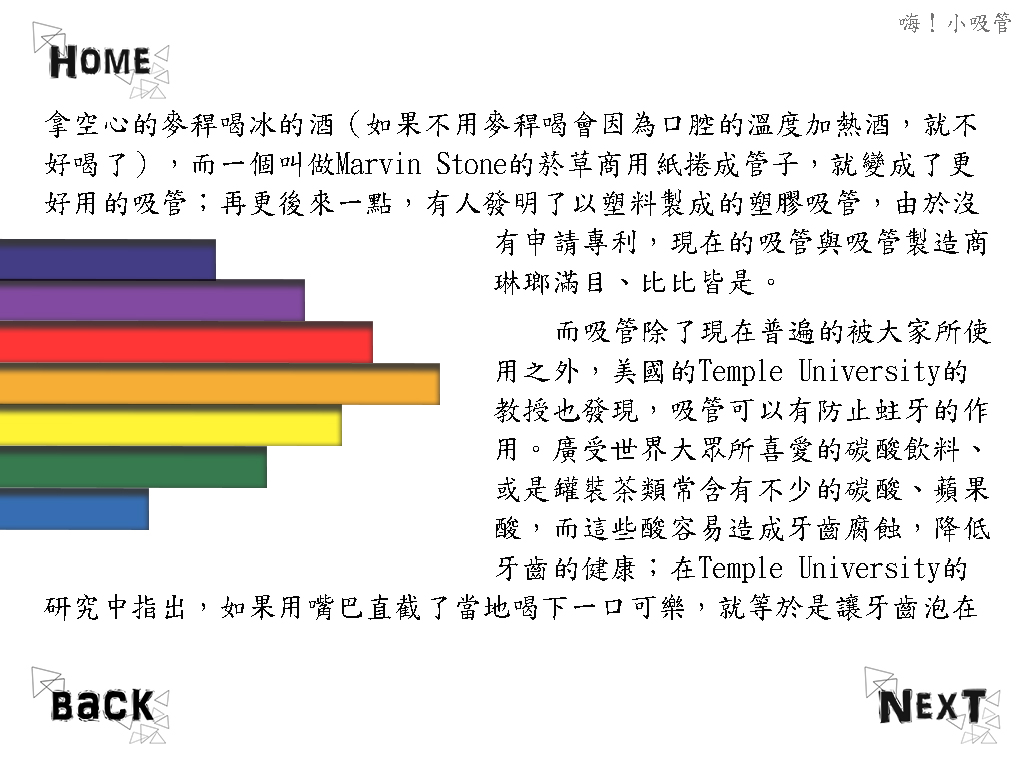 嗨！小吸管
HOME
拿空心的麥稈喝冰的酒（如果不用麥稈喝會因為口腔的溫度加熱酒，就不
好喝了），而一個叫做Marvin Stone的菸草商用紙捲成管子，就變成了更
好用的吸管；再更後來一點，有人發明了以塑料製成的塑膠吸管，由於沒
有申請專利，現在的吸管與吸管製造商
琳瑯滿目、比比皆是。
而吸管除了現在普遍的被大家所使
用之外，美國的Temple University的
教授也發現，吸管可以有防止蛀牙的作
用。廣受世界大眾所喜愛的碳酸飲料、
或是罐裝茶類常含有不少的碳酸、蘋果
酸，而這些酸容易造成牙齒腐蝕，降低
牙齒的健康；在Temple University的
研究中指出，如果用嘴巴直截了當地喝下一口可樂，就等於是讓牙齒泡在
BACK
NEXT